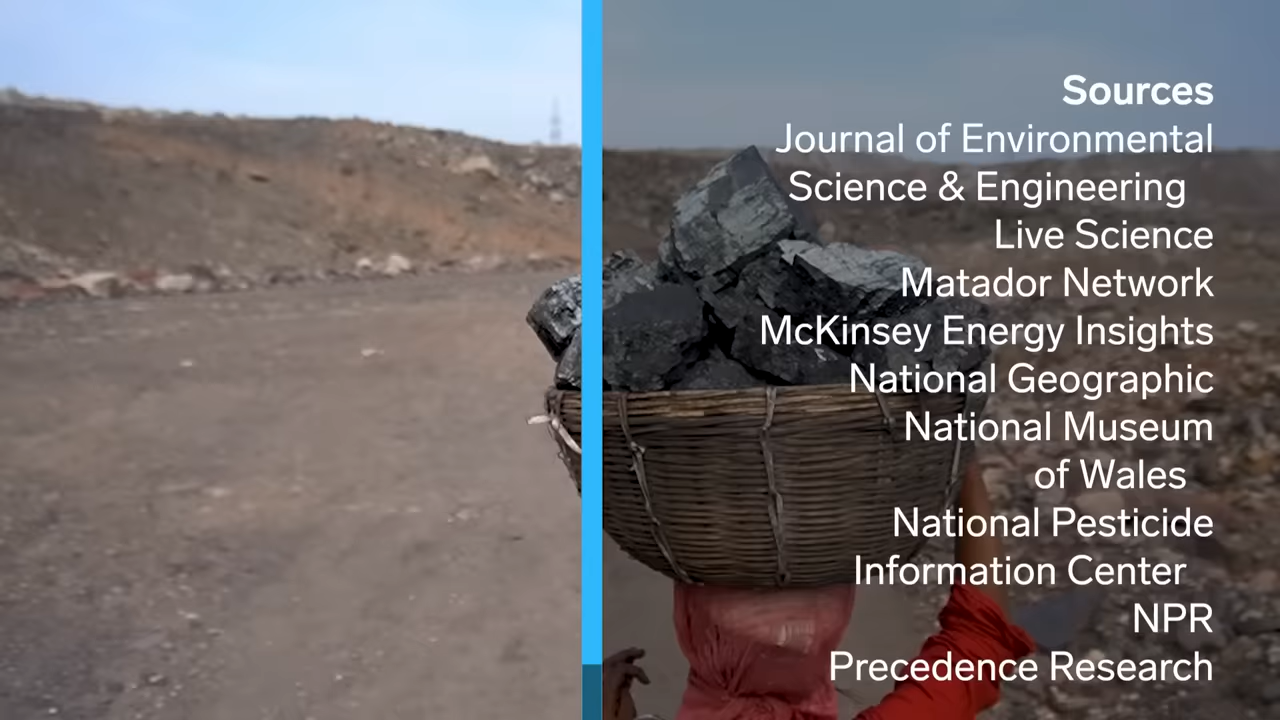 Sources
Journal of Environmental
Science & Engineering
Live Science
Matador Network
McKinsey Energy Insights
National Geographic
National Museum
of Wales
National Pesticide
Information Center
NPR
Precedence Research